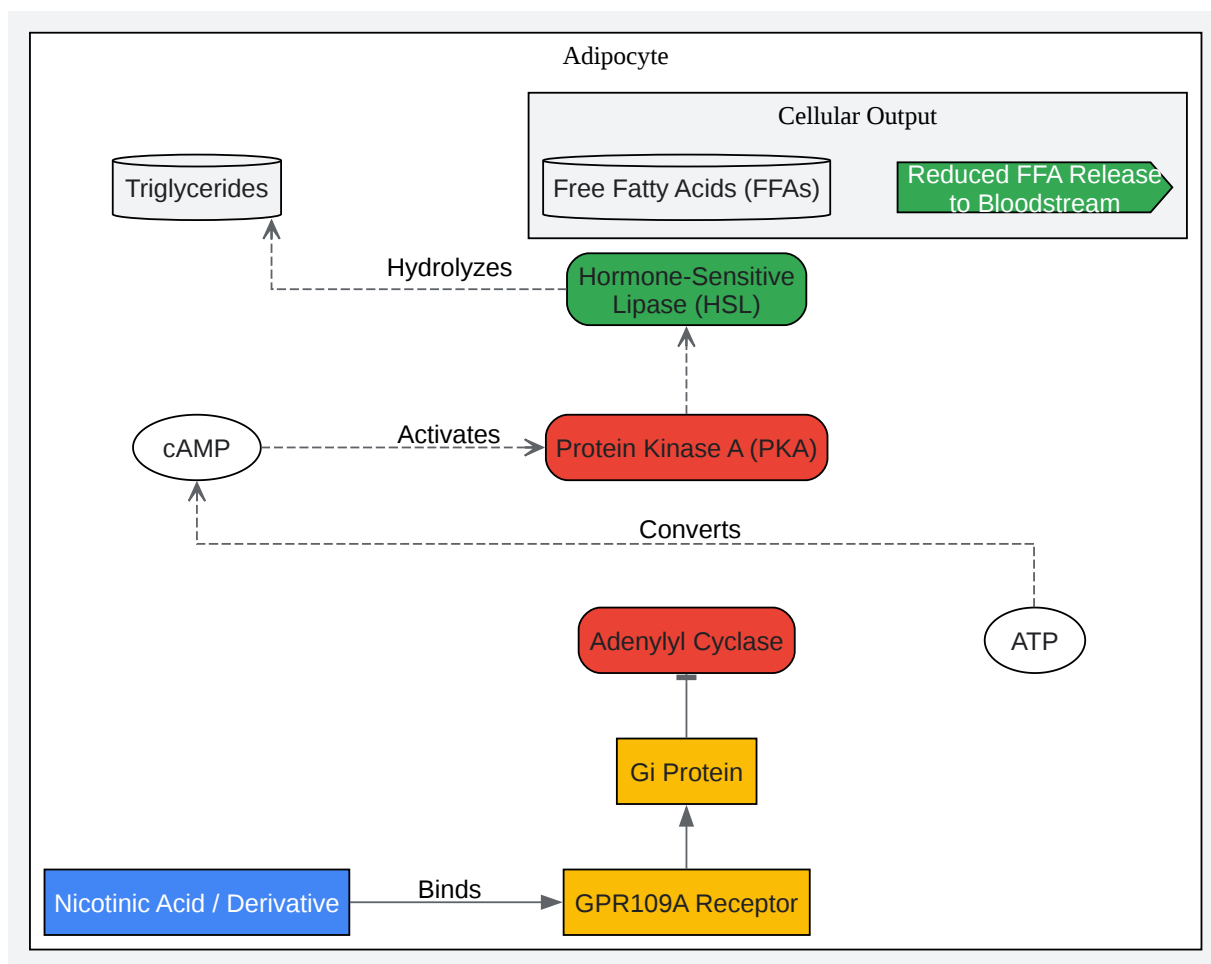 Adipocyte
Cellular Output
Triglycerides
Free Fatty Acids (FFAs)
Reduced FFA Release
to Bloodstream
Hydrolyzes
Hormone-Sensitive
Lipase (HSL)
cAMP
Activates
Protein Kinase A (PKA)
Converts
Adenylyl Cyclase
ATP
Gi Protein
Nicotinic Acid / Derivative
Binds
GPR109A Receptor